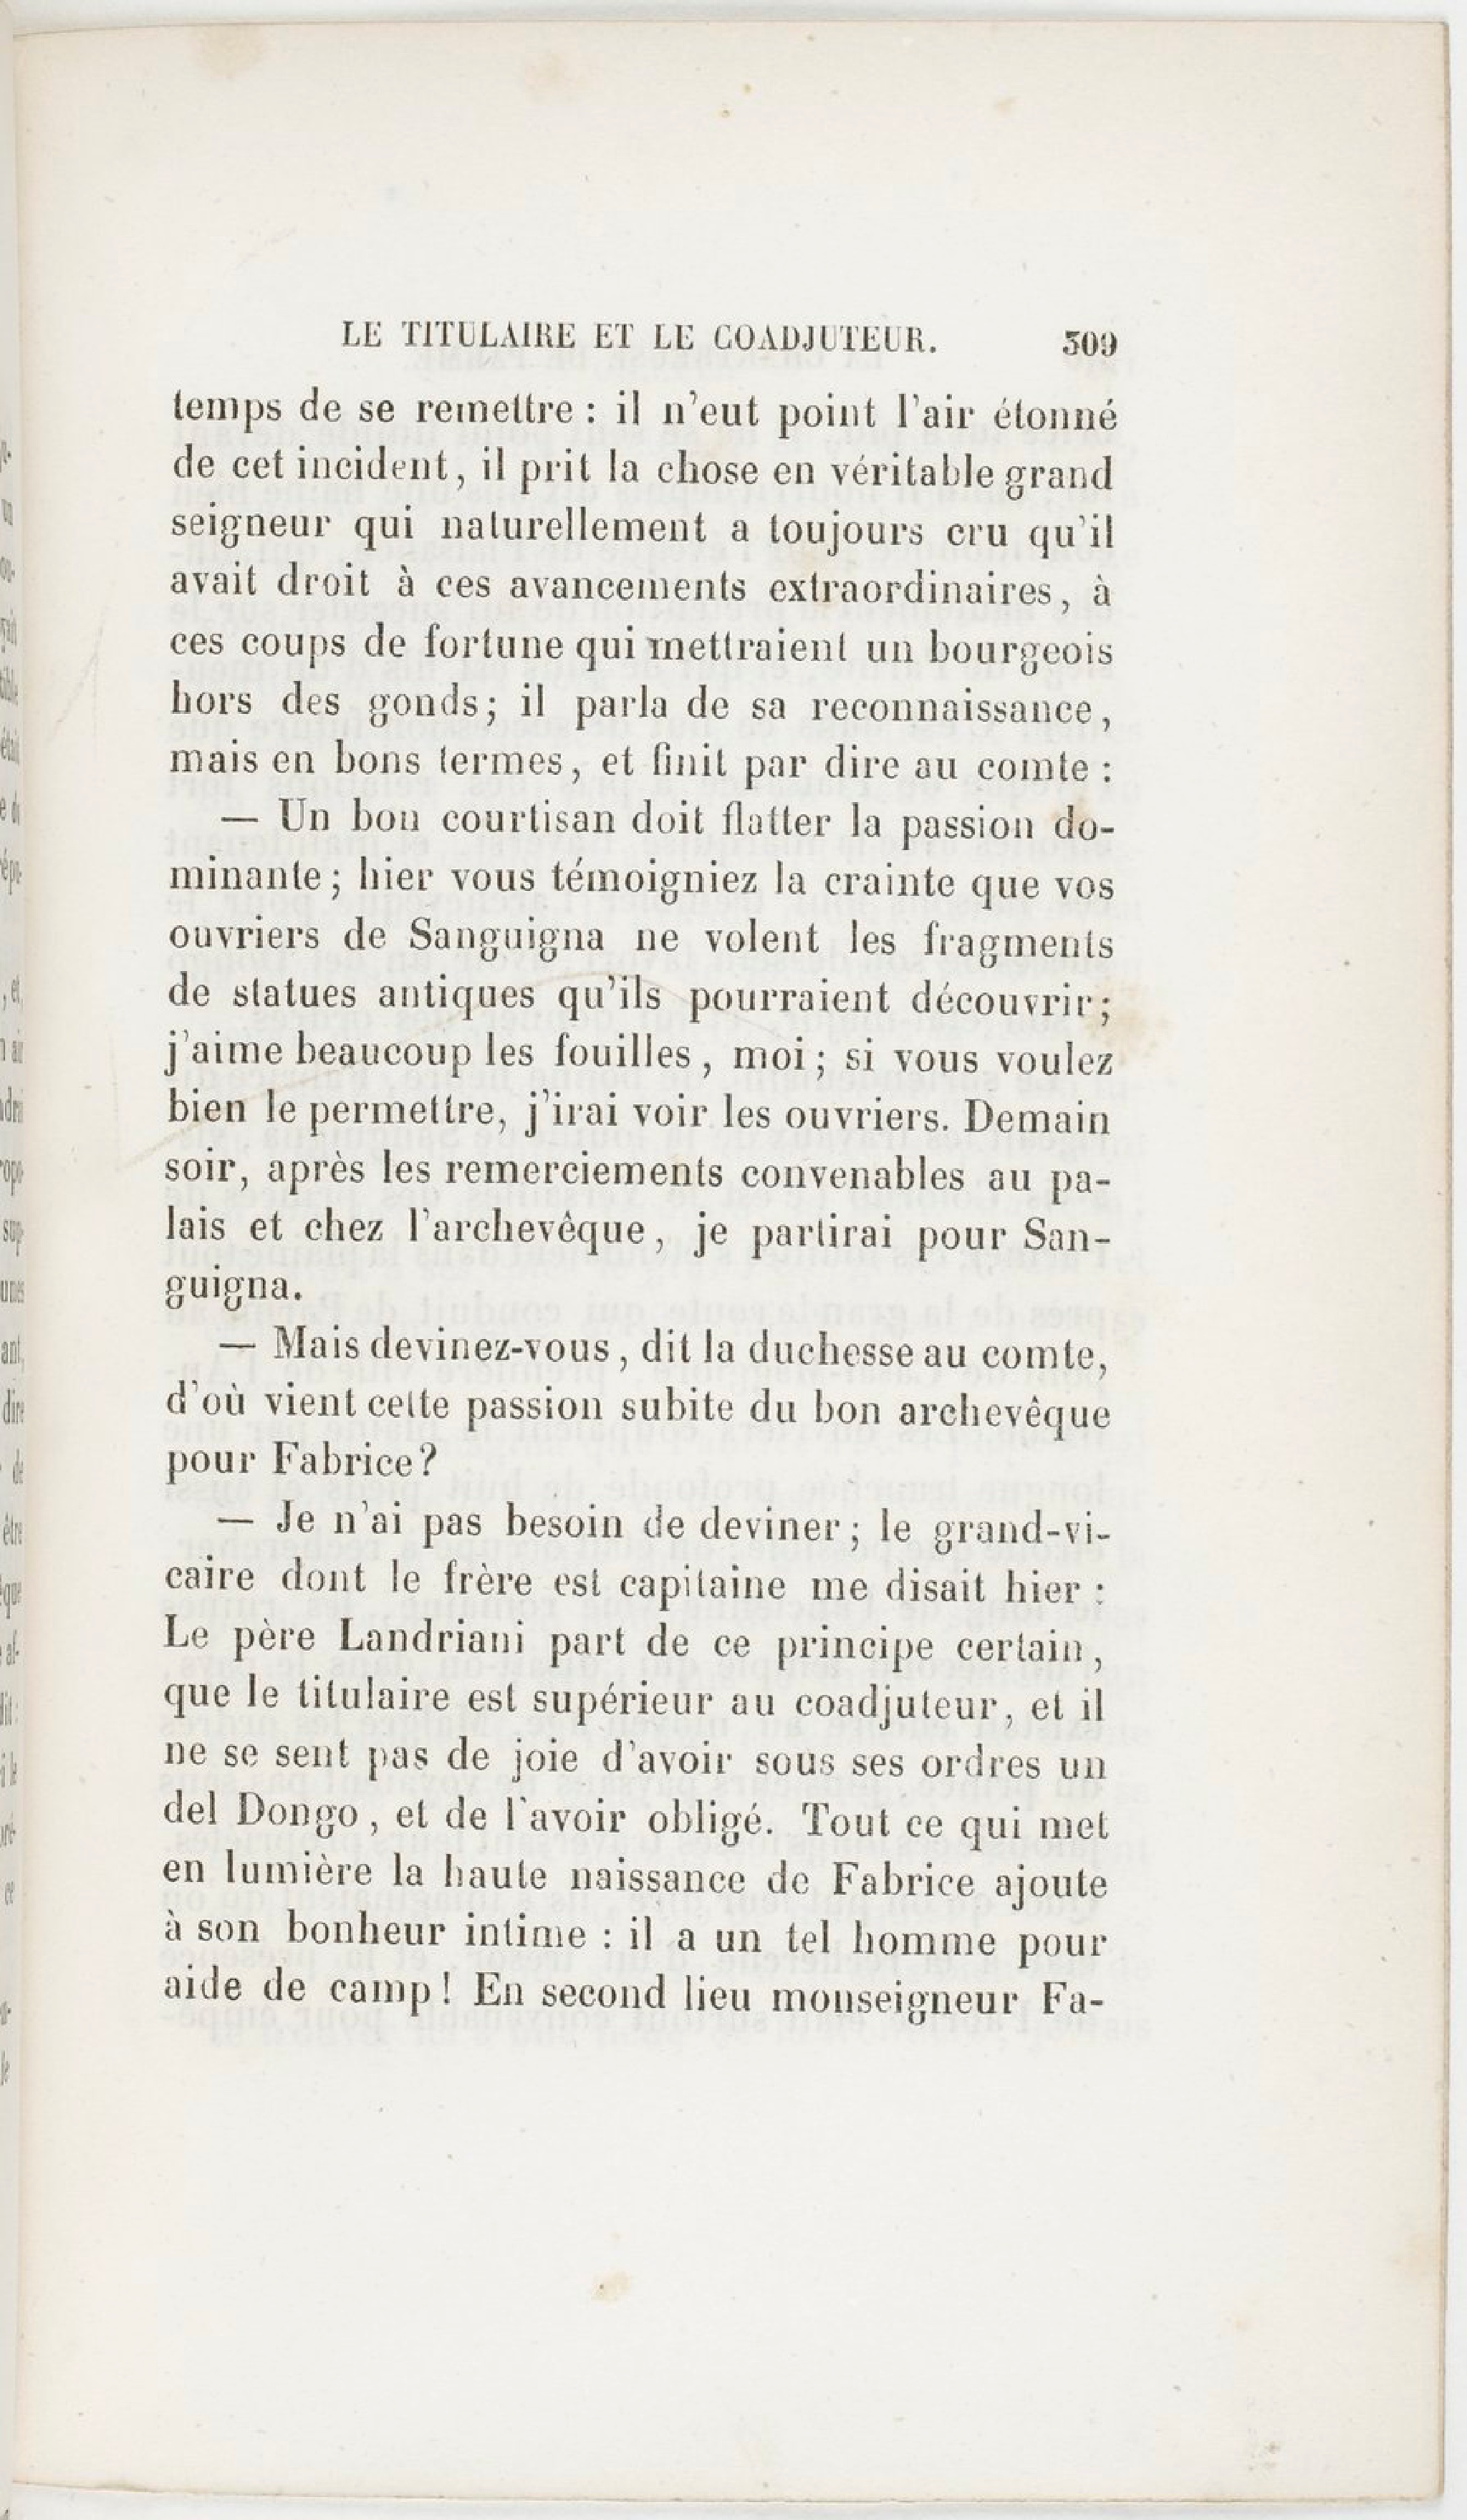 LE TITULAIRE ET LE COADJUTEUR. 309
temps de se remettre : il n'eut point l'air étonné
de cet incident, il prit la chose en véritable grand
seigneur qui naturellement a toujours cru qu'il
avait droit à ces avancements extraordinaires, à
ces coups de fortune qui mettraient un bourgeois
hors des gonds; il parla de sa reconnaissance,
mais en bons termes, et finit par dire au comte :
— Un bon courtisan doit flatter la passion do-
minante; hier vous témoigniez la crainte que vos
ouvriers de Sanguigna ne volent les fragments
de statues antiques qu'ils pourraient découvrir;
j'aime beaucoup les fouilles, moi; si vous voulez
bien le permettre, j'irai voir les ouvriers. Demain
soir, après les remerciements convenables au pa-
lais et chez l'archevêque, je partirai pour San-
guigna.
— Mais devinez-vous, dit la duchesse au comte,
d'où vient cette passion subite du bon archevêque
pour Fabrice?
— Je n'ai pas besoin de deviner; le grand-vi-
caire dont le frère est capitaine me disait hier :
Le père Landriani part de ce principe certain,
que le titulaire est supérieur au coadjuteur, et il
ne se sent pas de joie d'avoir sous ses ordres un
del Dongo, et de l'avoir obligé. Tout ce qui met
en lumière la haute naissance de Fabrice ajoute
à son bonheur intime : il a un tel homme pour
aide de camp! En second lieu monseigneur Fa-